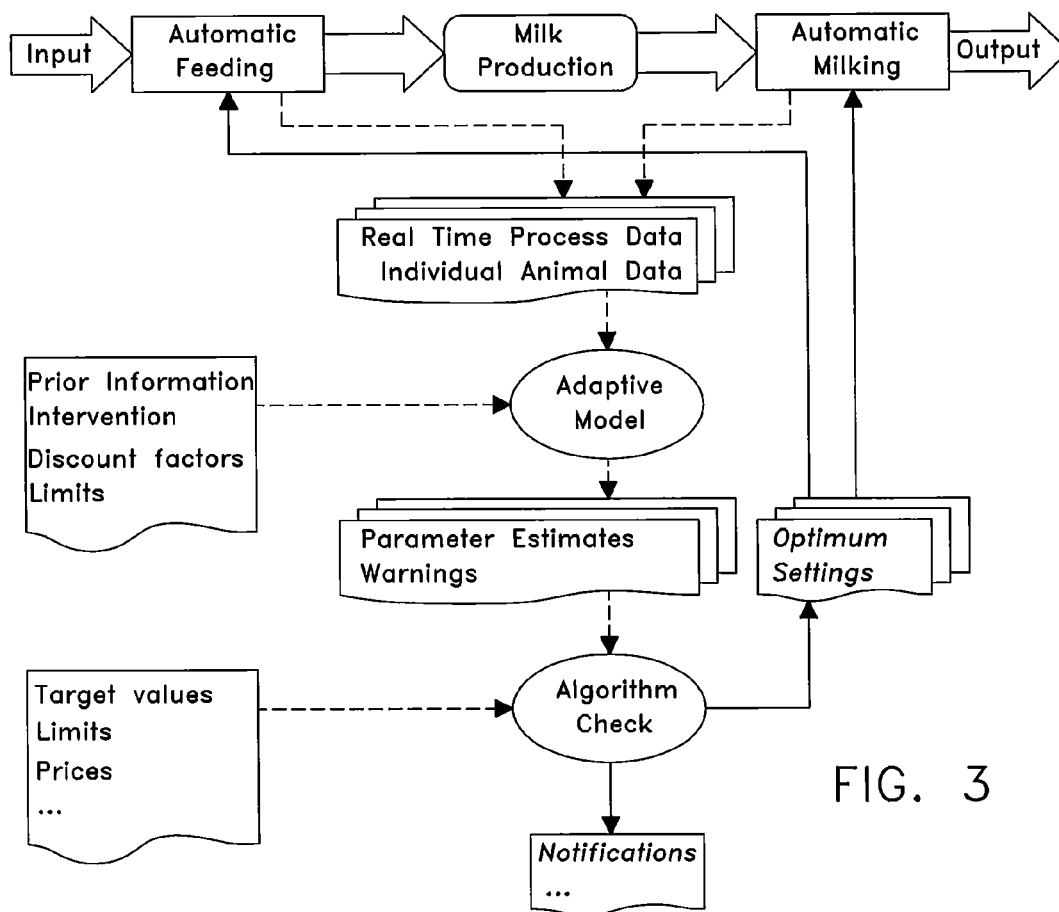 Input
Automatic
Feeding
Milk
Production
Automatic
Milking
Output
Real Time Process Data
Individual Animal Data
Prior Information
Intervention
Discount factors
Limits
Adaptive
Model
Parameter Estimates
Warnings
Optimum
Settings
Target values
Limits
Prices
...
Algorithm
Check
Notifications
...
FIG. 3